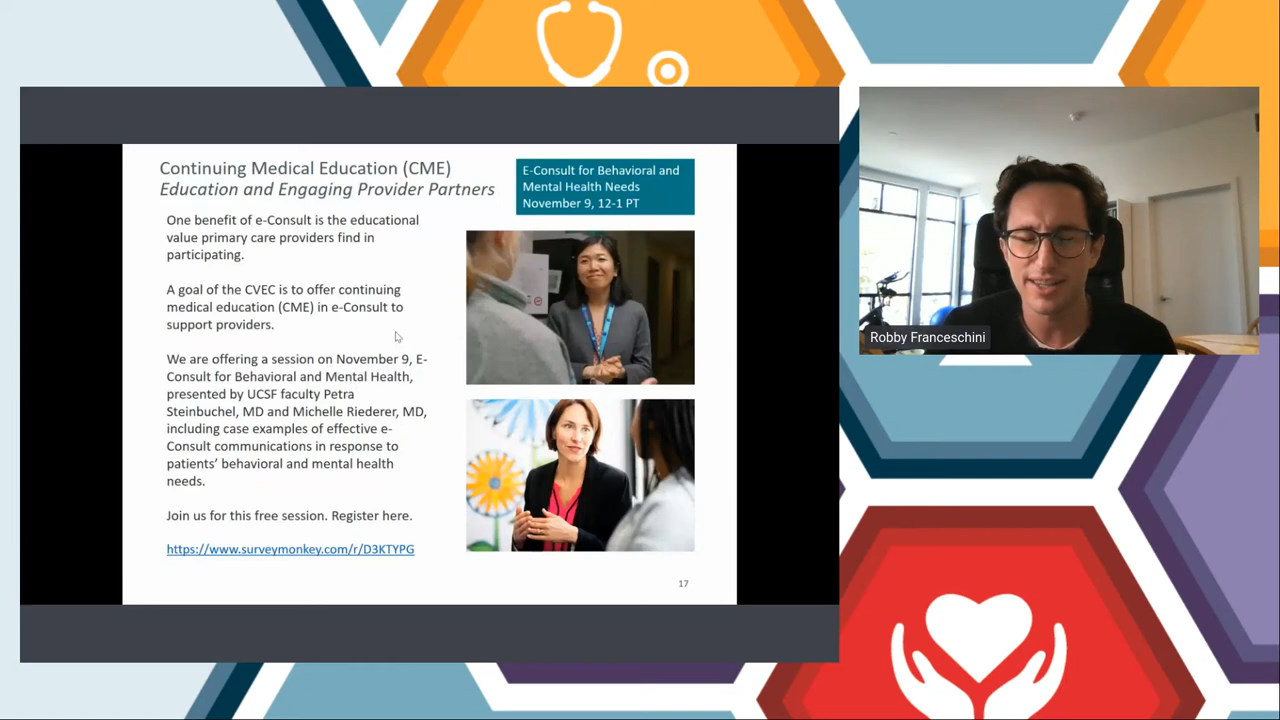 Continuing Medical Education (CME)
Education and Engaging Provider Partners
E-Consult for Behavioral and
Mental Health Needs
November 9, 12-1 PT
One benefit of e-Consult is the educational
value primary care providers find in
participating.
A goal of the CVEC is to offer continuing
medical education (CME) in e-Consult to
support providers.
We are offering a session on November 9, E-
Consult for Behavioral and Mental Health,
presented by UCSF faculty Petra
Steinbuchel, MD and Michelle Riederer, MD,
including case examples of effective e-
Consult communications in response to
patients’ behavioral and mental health
needs.
Join us for this free session. Register here.
https://www.surveymonkey.com/r/D3KTYPG
17
Robby Franceschini